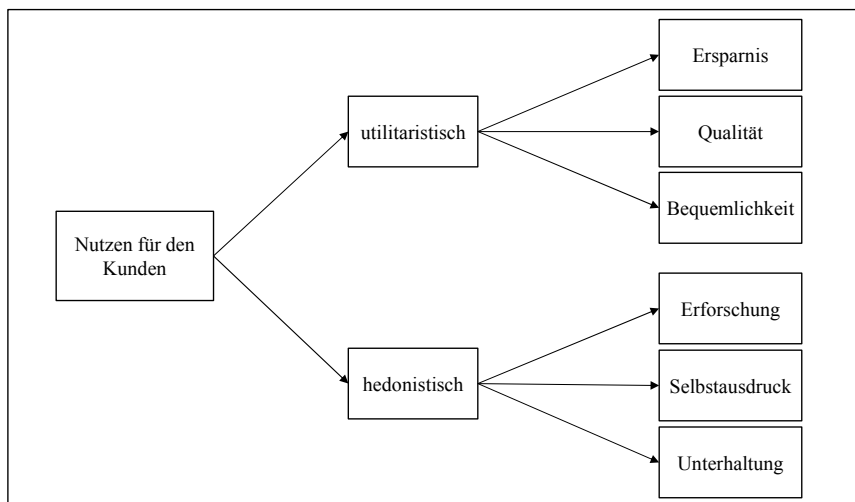 Ersparnis
utilitaristisch
Qualität
Bequemlichkeit
Nutzen für den
Kunden
Erforschung
hedonistisch
Selbstausdruck
Unterhaltung